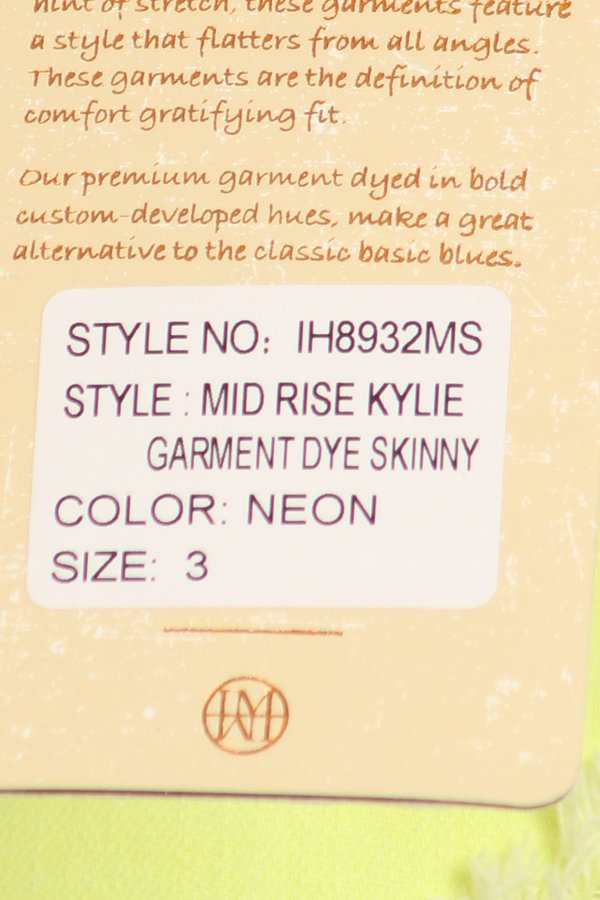 hint of stretch, these garments feature
a style that flatters from all angles.
These garments are the definition of
comfort gratifying fit.
Our premium garment dyed in bold
custom-developed hues, make a great
alternative to the classic basic blues.
STYLE NO: IH8932MS
STYLE : MID RISE KYLIE
GARMENT DYE SKINNY
COLOR: NEON
SIZE: 3